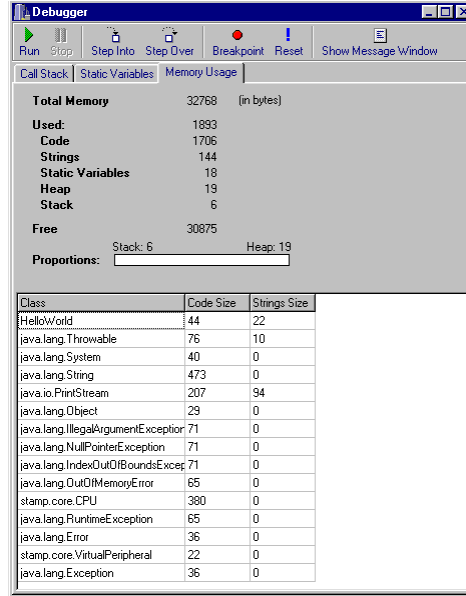 Debugger
Run Stop Step Into Step Over Breakpoint Reset Show Message Window
Call Stack Static Variables Memory Usage
Total Memory 32768 (in bytes)
Used: 1893
Code 1706
Strings 144
Static Variables 18
Heap 19
Stack 6
Free 30875
Stack: 6 Heap: 19
Proportions:
Class Code Size Strings Size
HelloWorld 44 22
java.lang.Throwable 76 10
java.lang.System 40 0
java.lang.String 473 0
java.io.PrintStream 207 94
java.lang.Object 29 0
java.lang.IllegalArgumentException 71 0
java.lang.NullPointerException 71 0
java.lang.IndexOutOfBoundsExcep 71 0
java.lang.OutOfMemoryError 65 0
stamp.core.CPU 380 0
java.lang.RuntimeException 65 0
java.lang.Error 36 0
stamp.core.VirtualPeripheral 22 0
java.lang.Exception 36 0